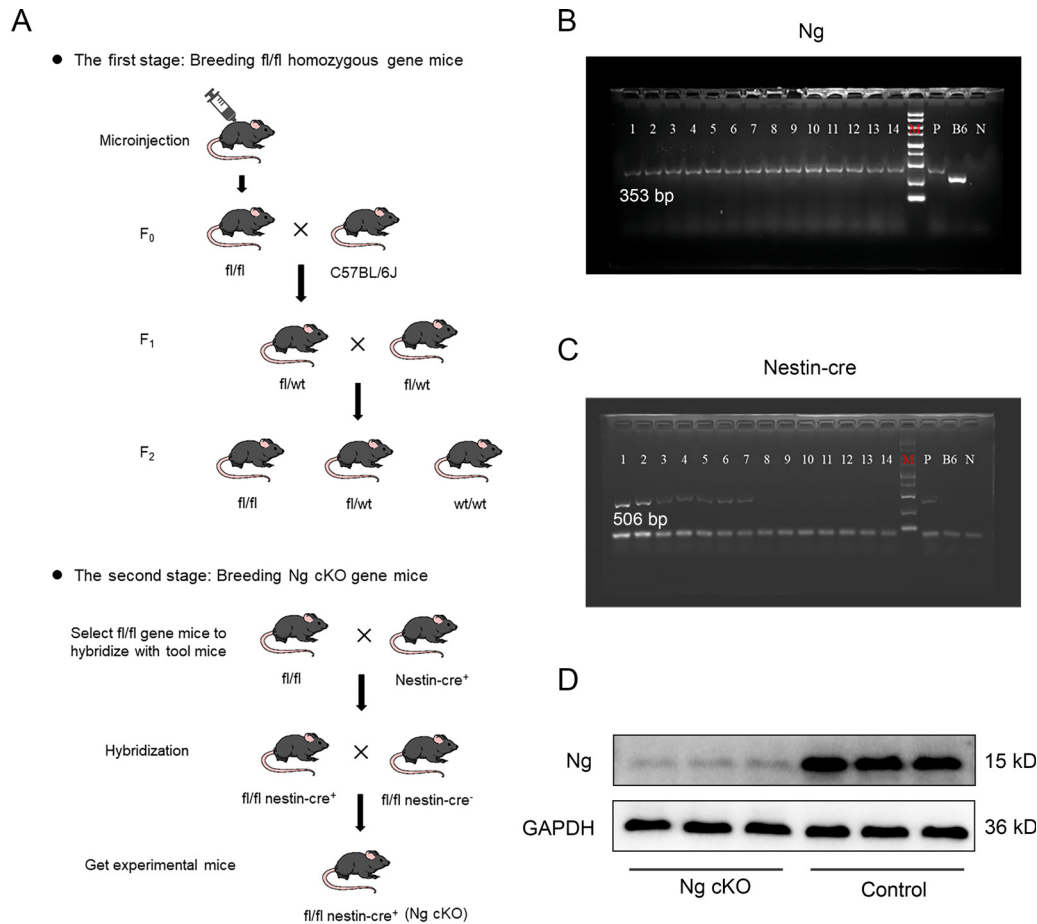 A
● The first stage: Breeding fl/fl homozygous gene mice
Microinjection
F₀
fl/fl
×
C57BL/6J
F₁
fl/wt
×
fl/wt
F₂
fl/fl
fl/wt
wt/wt
● The second stage: Breeding Ng cKO gene mice
Select fl/fl gene mice to
hybridize with tool mice
fl/fl
×
Nestin-cre⁺
Hybridization
fl/fl nestin-cre⁺
×
fl/fl nestin-cre⁻
Get experimental mice
fl/fl nestin-cre⁺ (Ng cKO)
B
Ng
1 2 3 4 5 6 7 8 9 10 11 12 13 14 M P B6 N
353 bp
C
Nestin-cre
1 2 3 4 5 6 7 8 9 10 11 12 13 14 M P B6 N
506 bp
D
Ng 15 kD
GAPDH 36 kD
Ng cKO Control